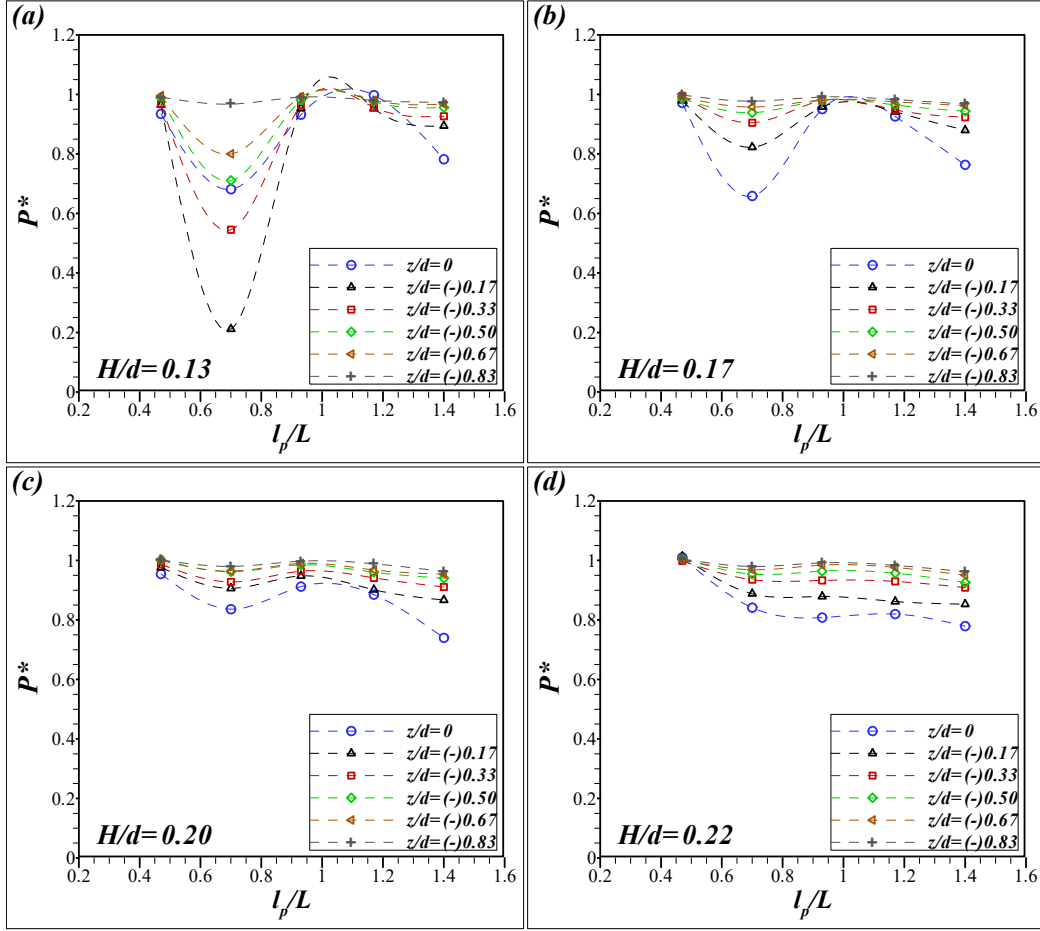 (a)
P*
1.2
1
0.8
0.6
0.4
0.2
0
z/d=0
z/d=(-)0.17
z/d=(-)0.33
z/d=(-)0.50
z/d=(-)0.67
z/d=(-)0.83
H/d=0.13
0.2 0.4 0.6 0.8 1 1.2 1.4 1.6
lp/L
(b)
P*
1.2
1
0.8
0.6
0.4
0.2
0
z/d=0
z/d=(-)0.17
z/d=(-)0.33
z/d=(-)0.50
z/d=(-)0.67
z/d=(-)0.83
H/d=0.17
0.2 0.4 0.6 0.8 1 1.2 1.4 1.6
lp/L
(c)
P*
1.2
1
0.8
0.6
0.4
0.2
0
z/d=0
z/d=(-)0.17
z/d=(-)0.33
z/d=(-)0.50
z/d=(-)0.67
z/d=(-)0.83
H/d=0.20
0.2 0.4 0.6 0.8 1 1.2 1.4 1.6
lp/L
(d)
P*
1.2
1
0.8
0.6
0.4
0.2
0
z/d=0
z/d=(-)0.17
z/d=(-)0.33
z/d=(-)0.50
z/d=(-)0.67
z/d=(-)0.83
H/d=0.22
0.2 0.4 0.6 0.8 1 1.2 1.4 1.6
lp/L